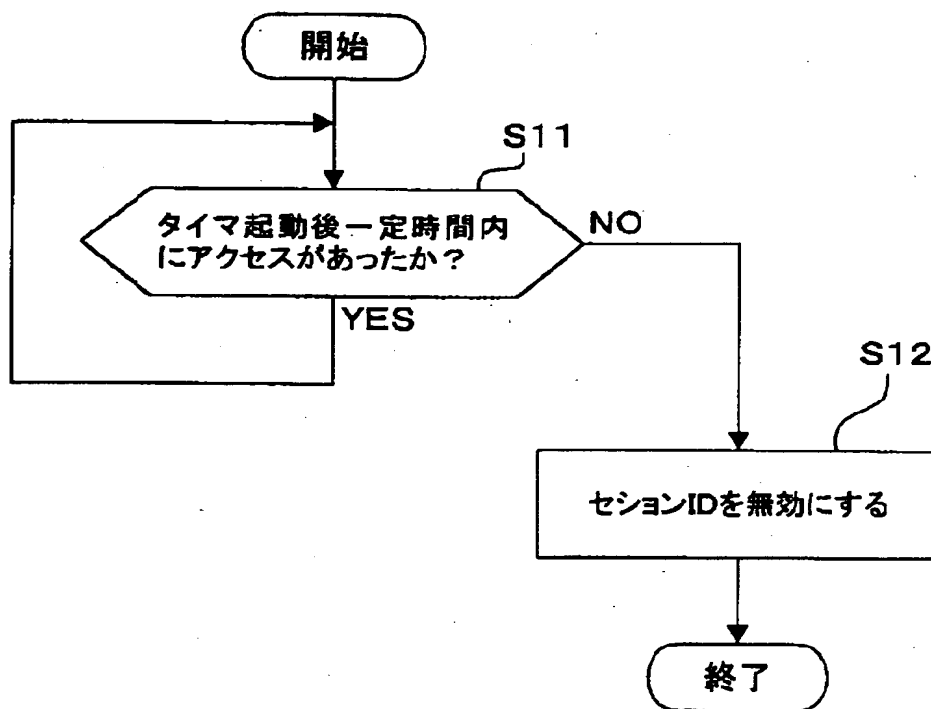 開始
S11
タイマ起動後一定時間内
にアクセスがあったか？
NO
YES
S12
セションIDを無効にする
終了